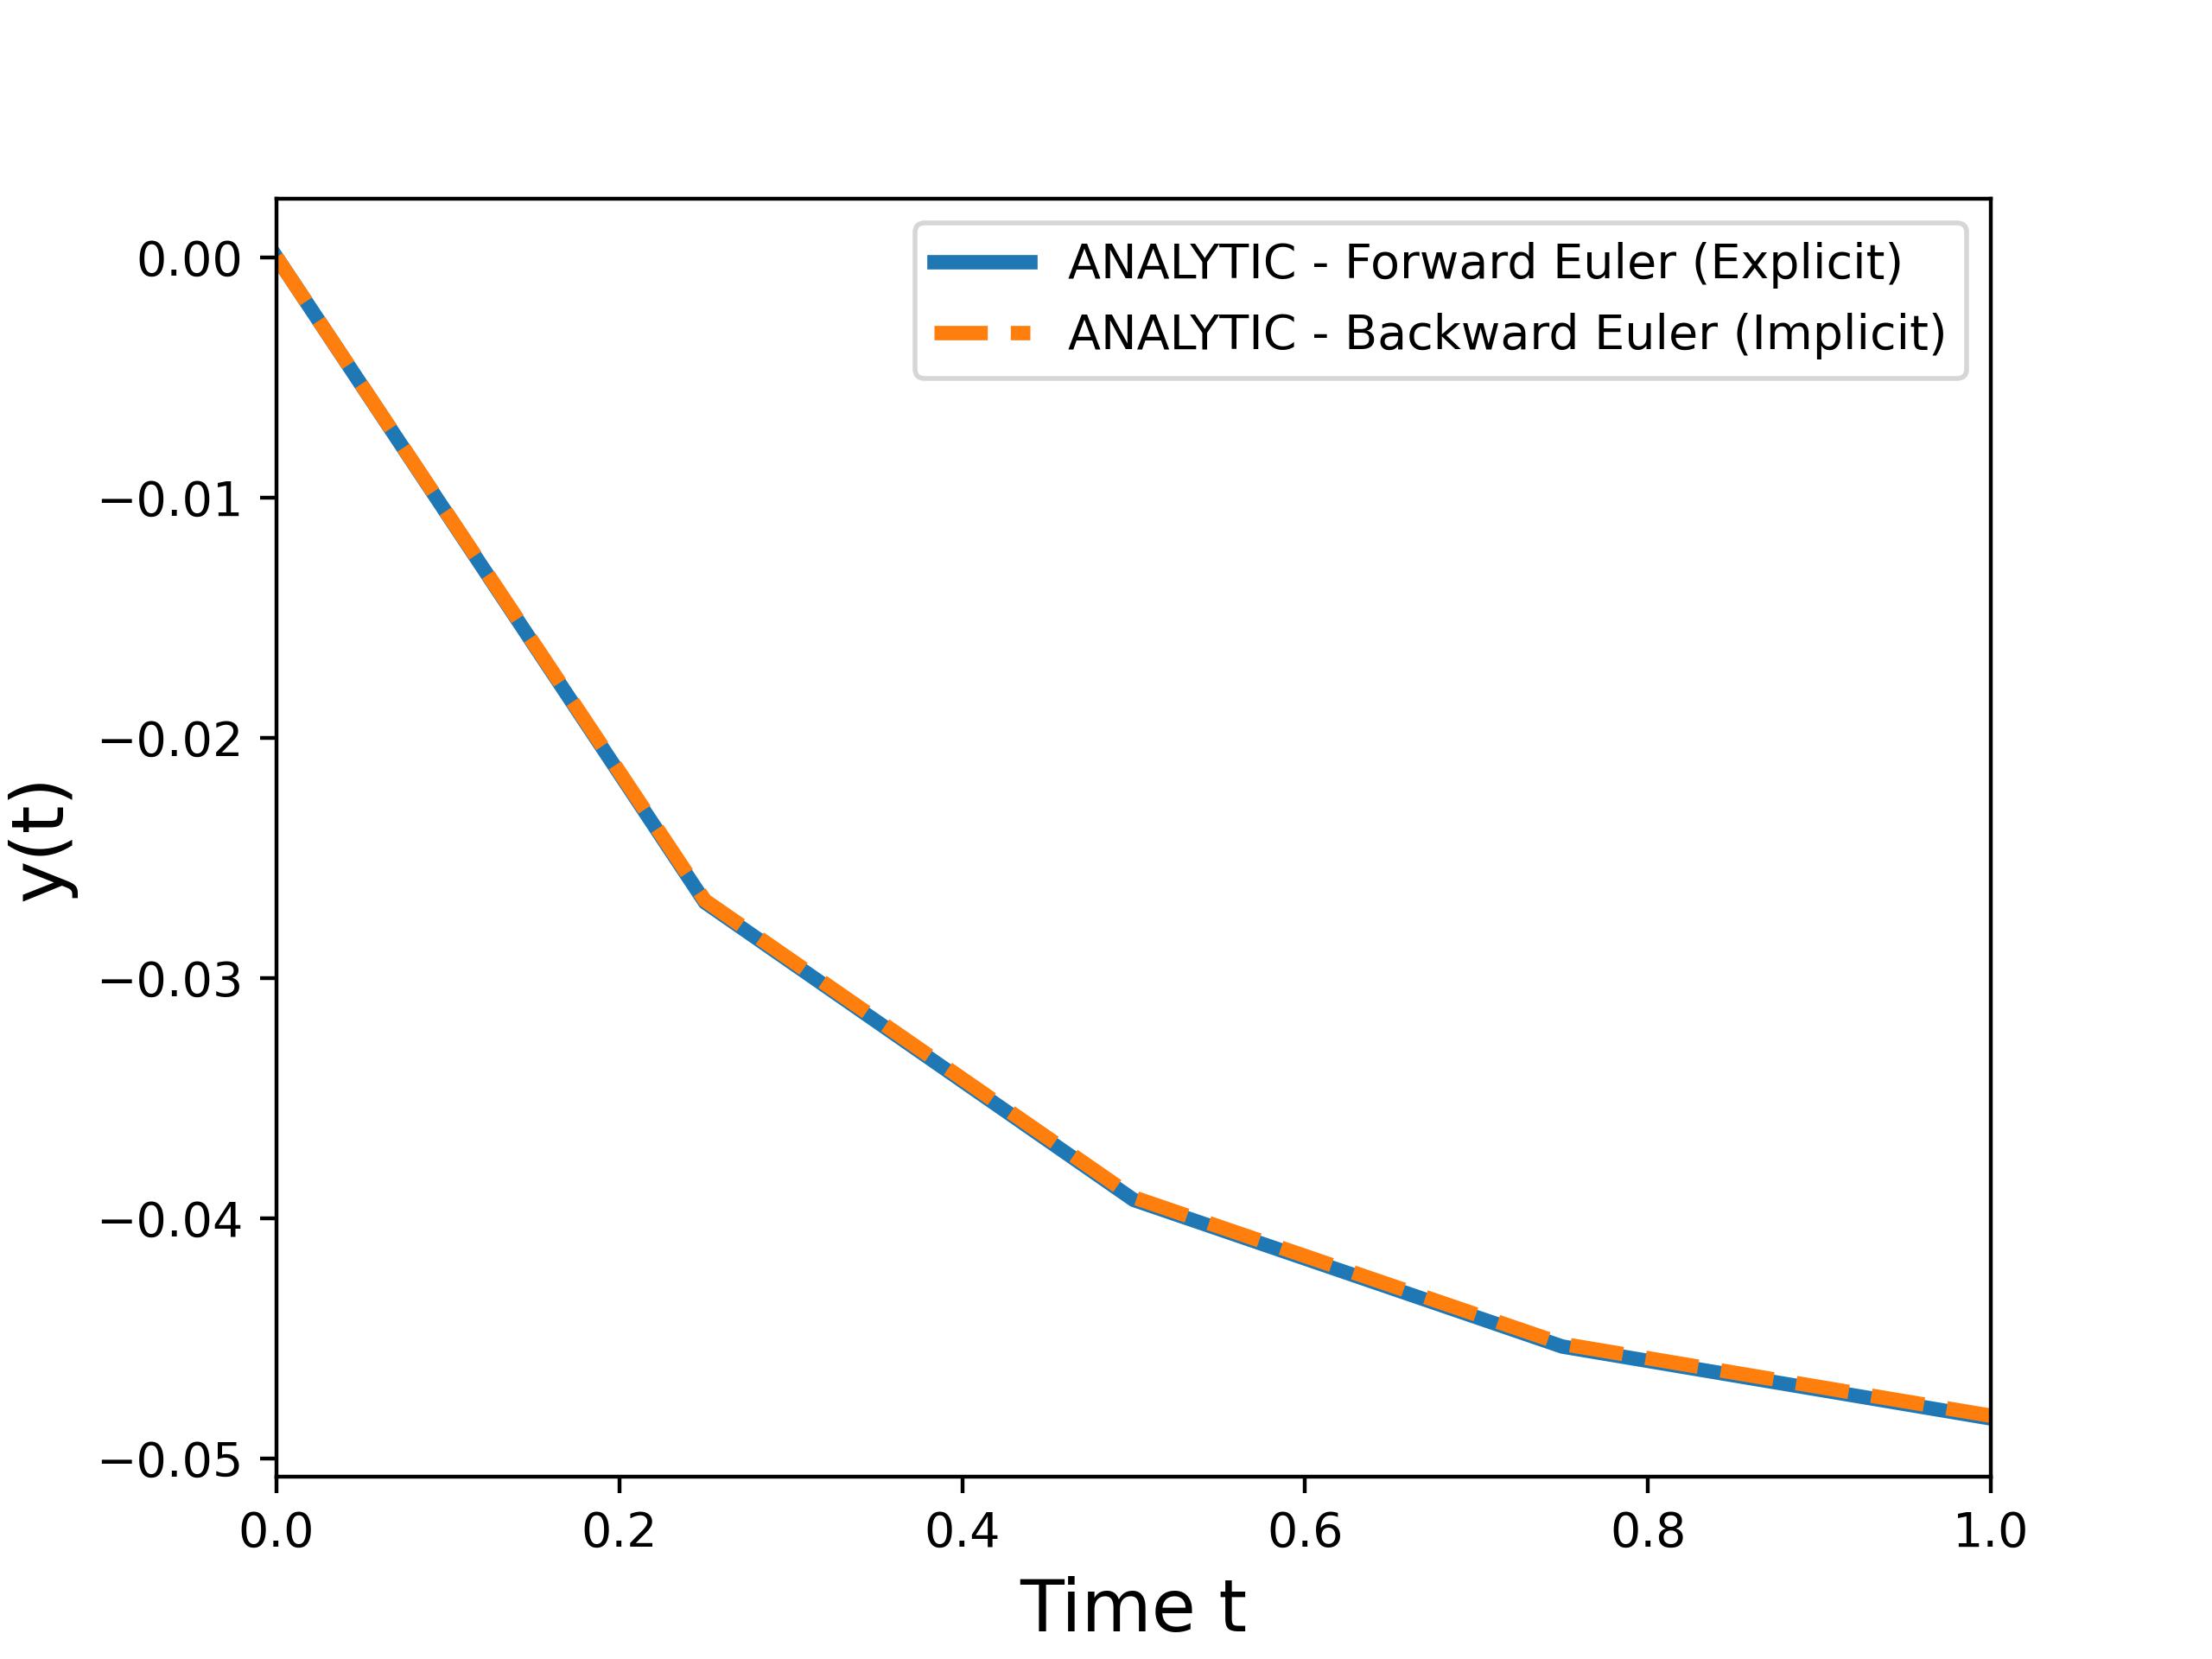 ANALYTIC - Forward Euler (Explicit)
ANALYTIC - Backward Euler (Implicit)
0.00
−0.01
−0.02
−0.03
−0.04
−0.05
y(t)
0.0 0.2 0.4 0.6 0.8 1.0
Time t